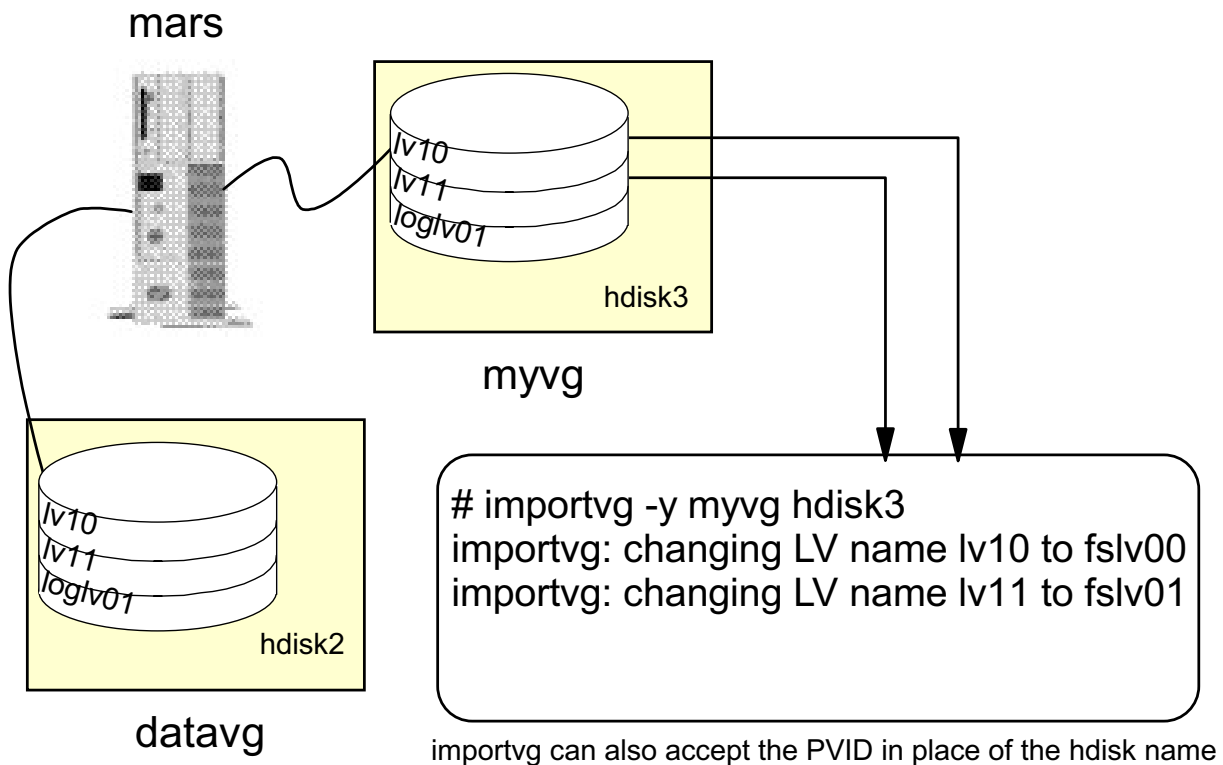 mars
lv10
lv11
loglv01
hdisk3
myvg
lv10
lv11
loglv01
hdisk2
datavg
# importvg -y myvg hdisk3
importvg: changing LV name lv10 to fslv00
importvg: changing LV name lv11 to fslv01
importvg can also accept the PVID in place of the hdisk name